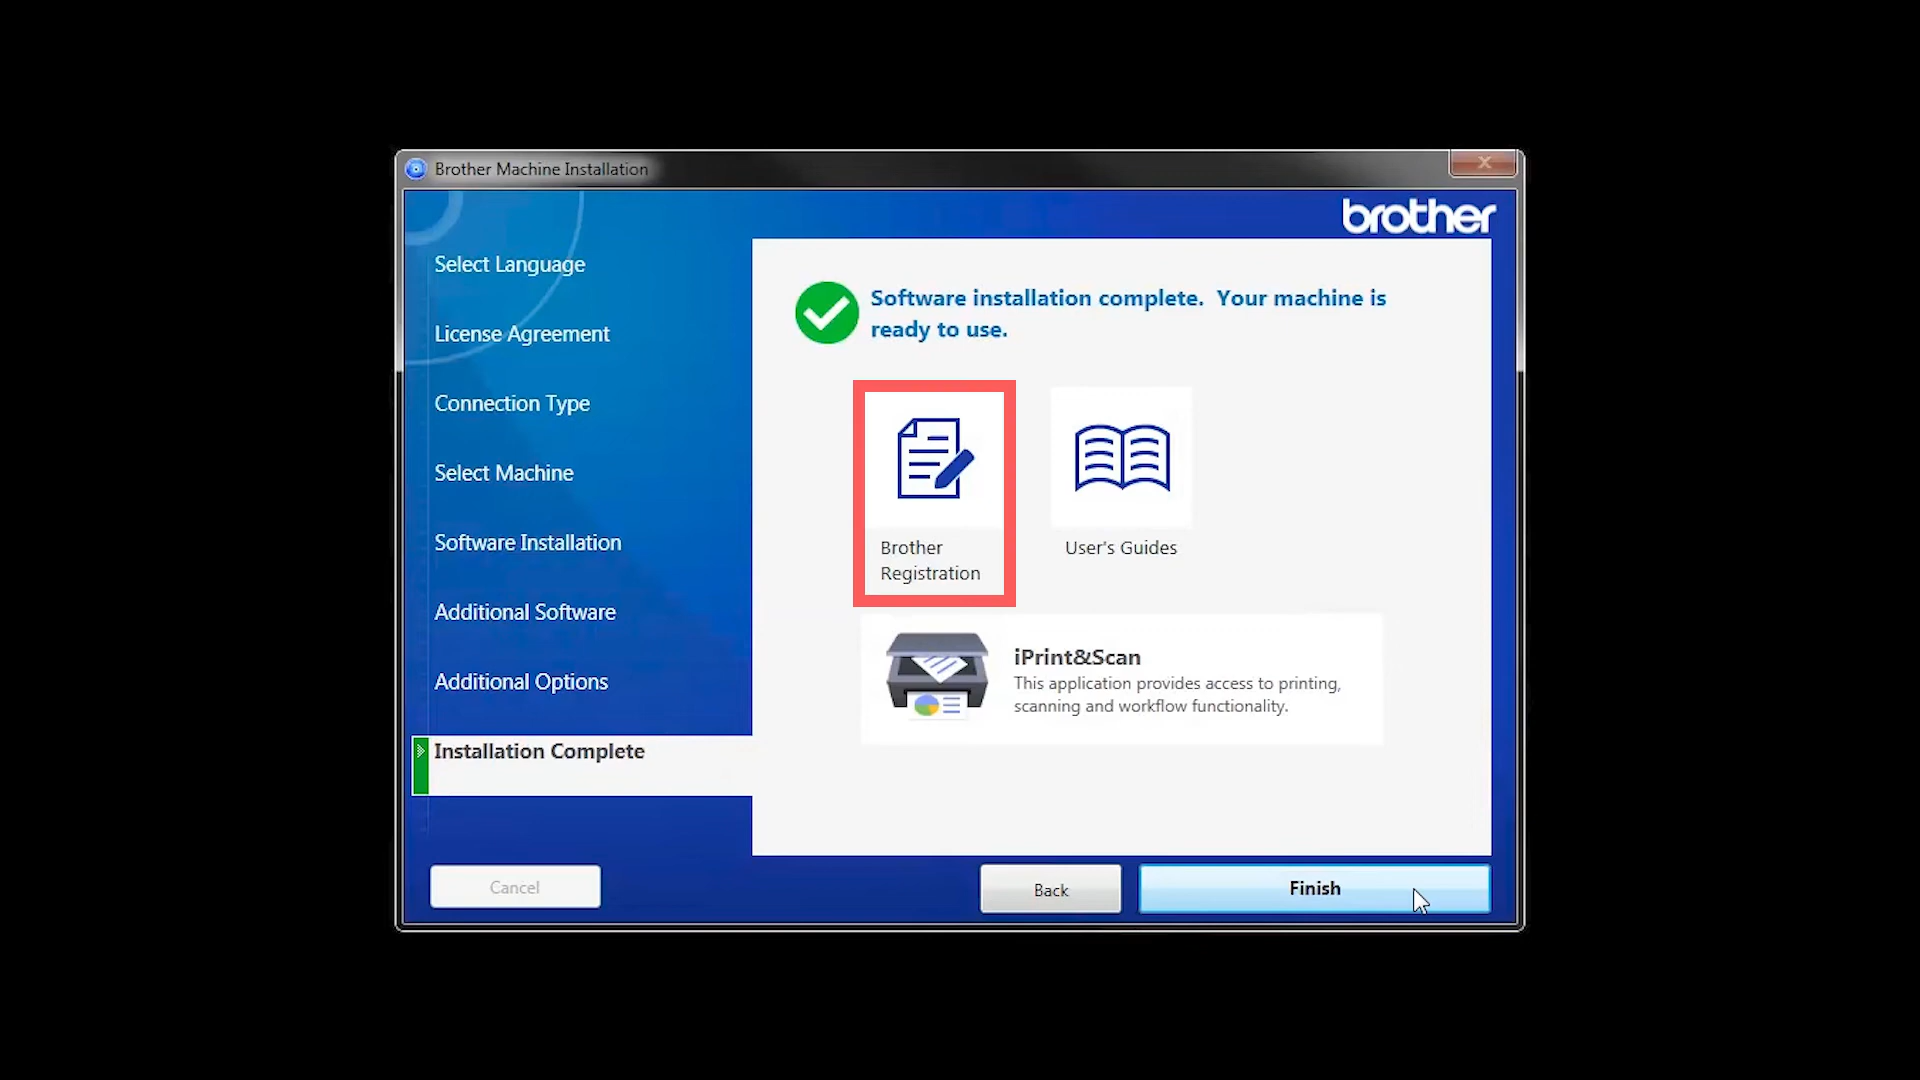 Brother Machine Installation
brother
Select Language
License Agreement
Connection Type
Select Machine
Software Installation
Additional Software
Additional Options
Installation Complete
Software installation complete.  Your machine is
ready to use.
Brother
Registration
User's Guides
iPrint&Scan
This application provides access to printing,
scanning and workflow functionality.
Cancel
Back
Finish